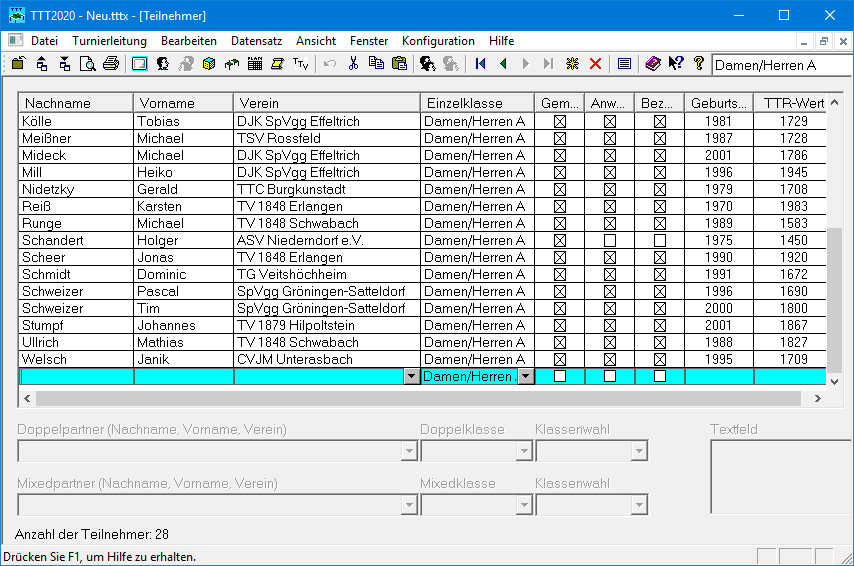 TTT2020 - Neu.tttx - [Teilnehmer]
Datei Turnierleitung Bearbeiten Datensatz Ansicht Fenster Konfiguration Hilfe
TTV Damen/Herren A
Nachname Vorname Verein Einzelklasse Gem... Anw... Bez... Geburts... TTR-Wert
Kölle Tobias DJK SpVgg Effeltrich Damen/Herren A 1981 1729
Meißner Michael TSV Rossfeld Damen/Herren A 1987 1728
Mideck Michael DJK SpVgg Effeltrich Damen/Herren A 2001 1786
Mill Heiko DJK SpVgg Effeltrich Damen/Herren A 1996 1945
Nidetzky Gerald TTC Burgkunstadt Damen/Herren A 1979 1708
Reiß Karsten TV 1848 Erlangen Damen/Herren A 1970 1983
Runge Michael TV 1848 Schwabach Damen/Herren A 1989 1583
Schandert Holger ASV Niederndorf e.V. Damen/Herren A 1975 1450
Scheer Jonas TV 1848 Erlangen Damen/Herren A 1990 1920
Schmidt Dominic TG Veitshöchheim Damen/Herren A 1991 1672
Schweizer Pascal SpVgg Gröningen-Satteldorf Damen/Herren A 1996 1690
Schweizer Tim SpVgg Gröningen-Satteldorf Damen/Herren A 2000 1800
Stumpf Johannes TV 1879 Hilpoltstein Damen/Herren A 2001 1867
Ullrich Mathias TV 1848 Schwabach Damen/Herren A 1988 1827
Welsch Janik CVJM Unterasbach Damen/Herren A 1995 1709
Damen/Herren .
Doppelpartner (Nachname, Vorname, Verein) Doppelklasse Klassenwahl Textfeld
Mixedpartner (Nachname, Vorname, Verein) Mixedklasse Klassenwahl
Anzahl der Teilnehmer: 28
Drücken Sie F1, um Hilfe zu erhalten.